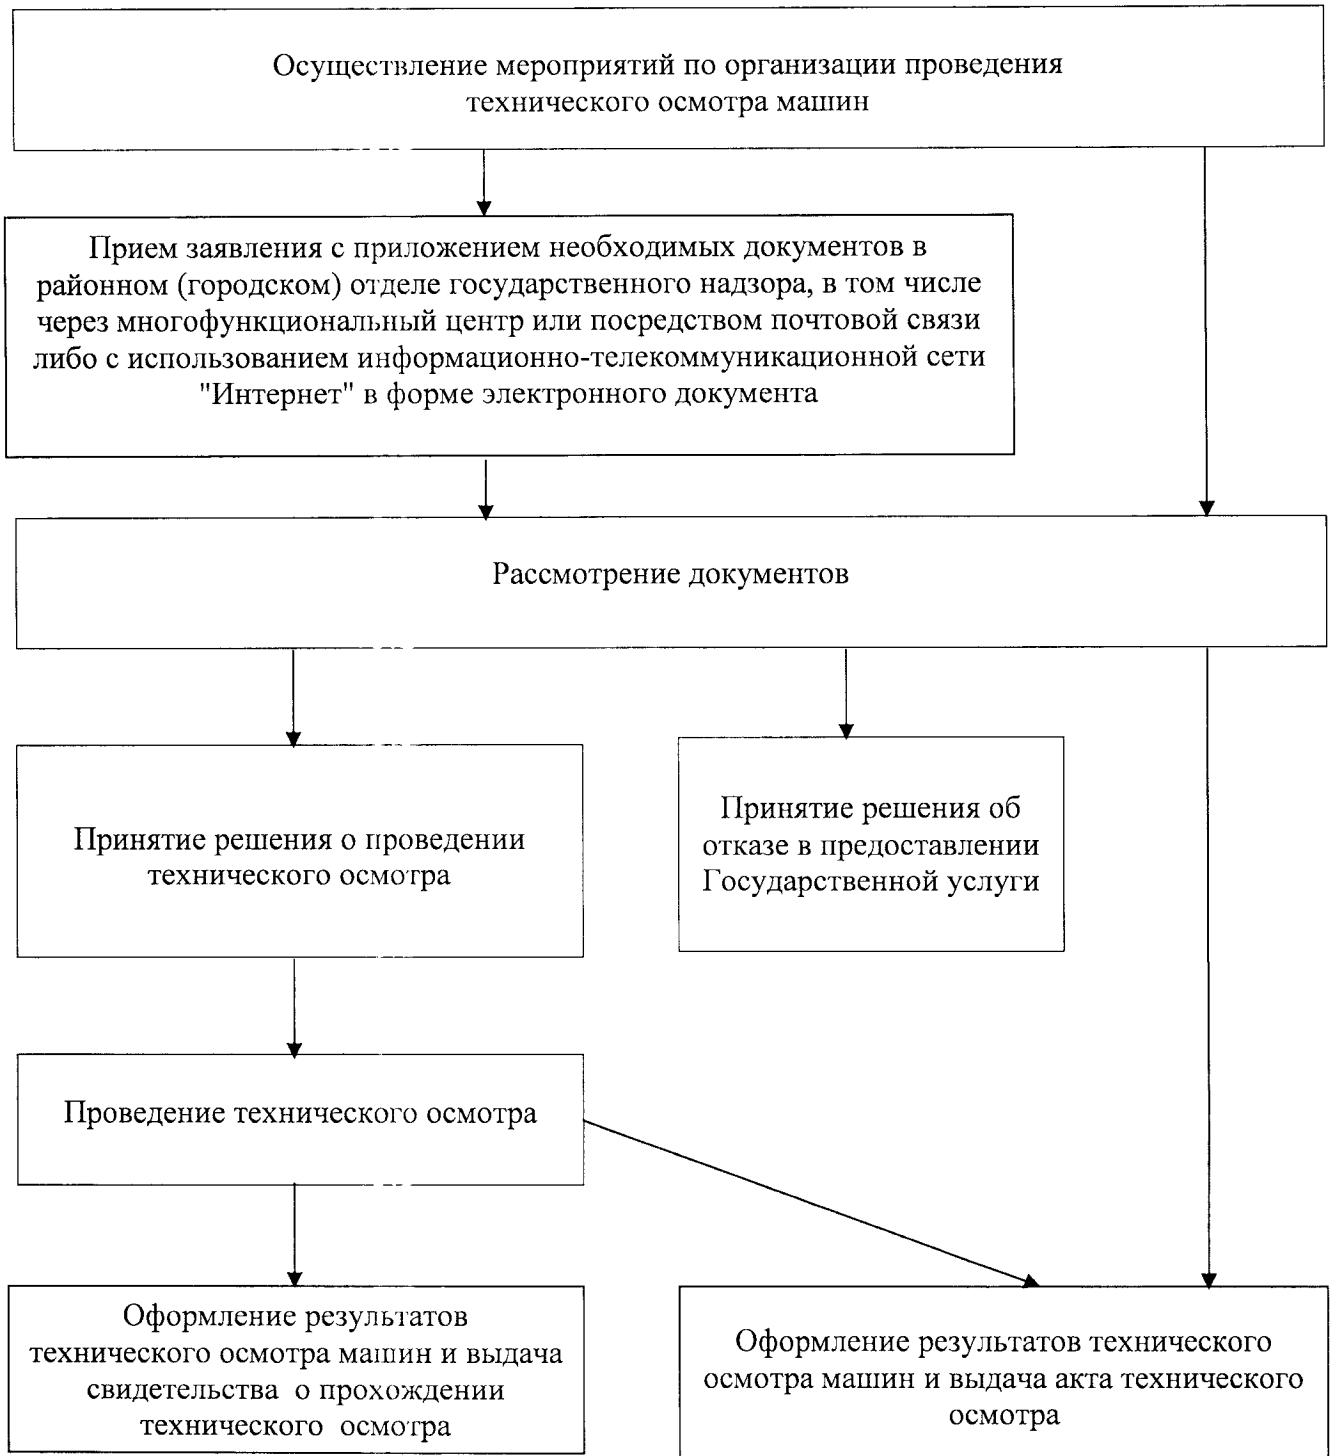 Осуществление мероприятий по организации проведения
технического осмотра машин
Прием заявления с приложением необходимых документов в
районном (городском) отделе государственного надзора, в том числе
через многофункциональный центр или посредством почтовой связи
либо с использованием информационно-телекоммуникационной сети
"Интернет" в форме электронного документа
Рассмотрение документов
Принятие решения о проведении
технического осмотра
Принятие решения об
отказе в предоставлении
Государственной услуги
Проведение технического осмотра
Оформление результатов
технического осмотра машин и выдача
свидетельства о прохождении
технического осмотра
Оформление результатов технического
осмотра машин и выдача акта технического
осмотра